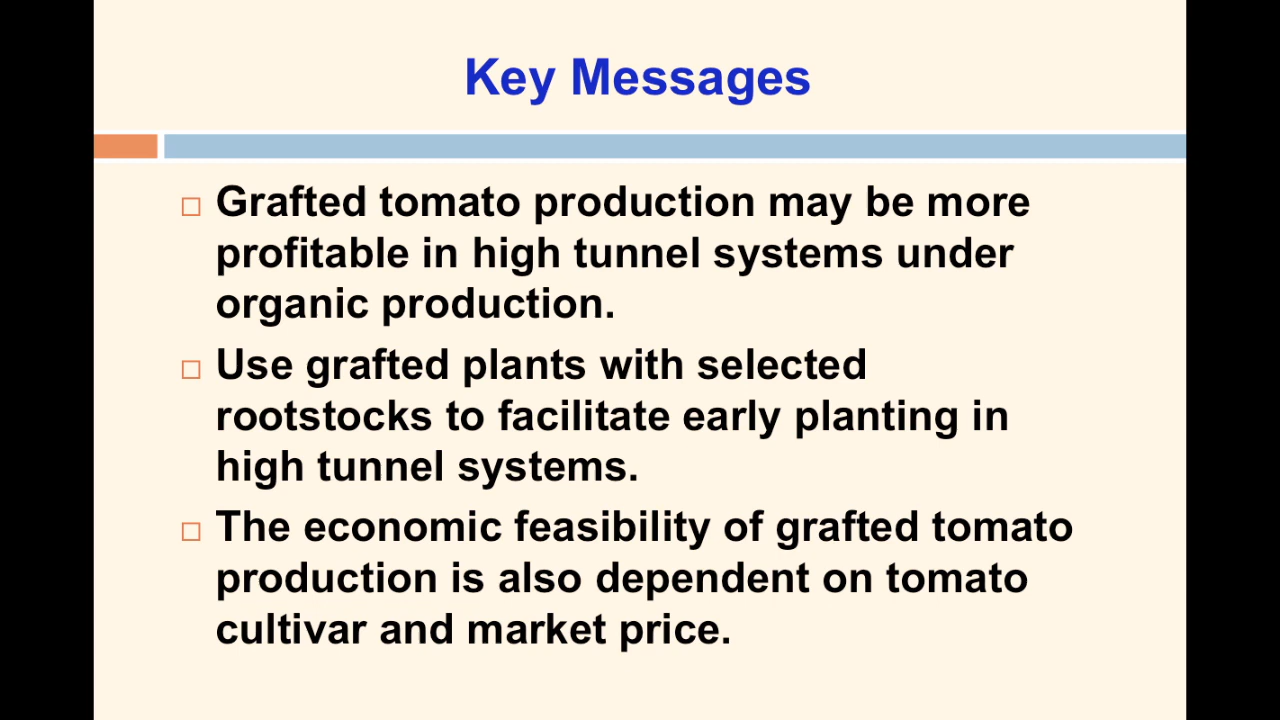 Key Messages
Grafted tomato production may be more
profitable in high tunnel systems under
organic production.
Use grafted plants with selected
rootstocks to facilitate early planting in
high tunnel systems.
The economic feasibility of grafted tomato
production is also dependent on tomato
cultivar and market price.